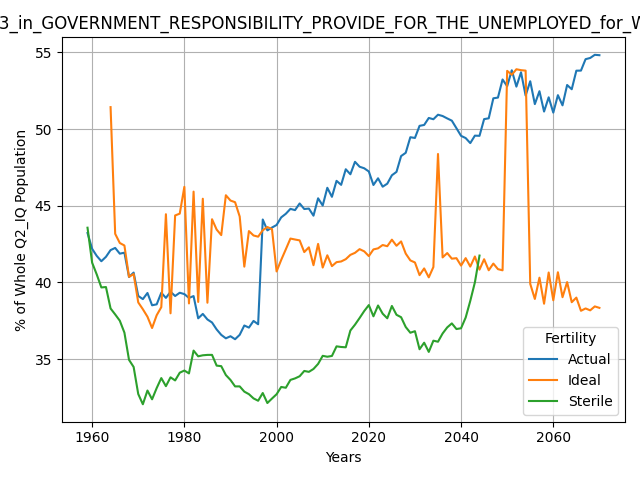 3_in_GOVERNMENT_RESPONSIBILITY_PROVIDE_FOR_THE_UNEMPLOYED_for_W
% of Whole Q2_IQ Population
55
50
45
40
35
1960
1980
2000
2020
2040
2060
Years
Fertility
Actual
Ideal
Sterile